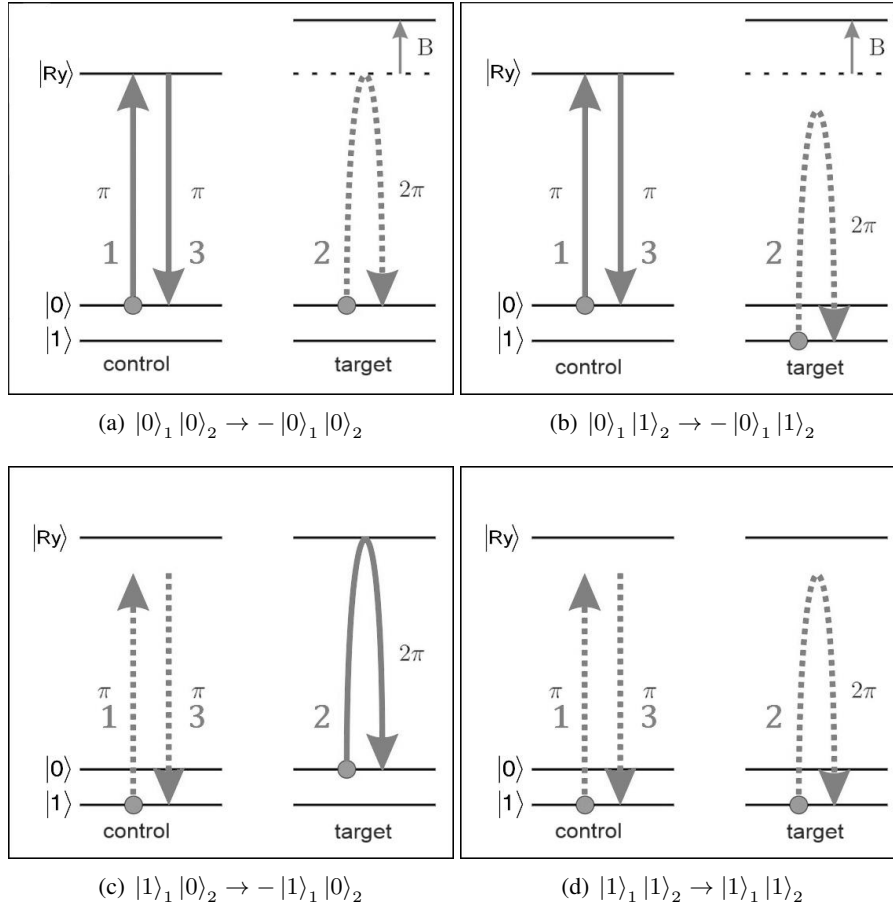 B
|Ry⟩
π π 2π
1 3 2
|0⟩
|1⟩
control target
(a) |0⟩₁ |0⟩₂ → − |0⟩₁ |0⟩₂
B
|Ry⟩
π π 2π
1 3 2
|0⟩
|1⟩
control target
(b) |0⟩₁ |1⟩₂ → − |0⟩₁ |1⟩₂
|Ry⟩
π π 2π
1 3 2
|0⟩
|1⟩
control target
(c) |1⟩₁ |0⟩₂ → − |1⟩₁ |0⟩₂
|Ry⟩
π π 2π
1 3 2
|0⟩
|1⟩
control target
(d) |1⟩₁ |1⟩₂ → |1⟩₁ |1⟩₂